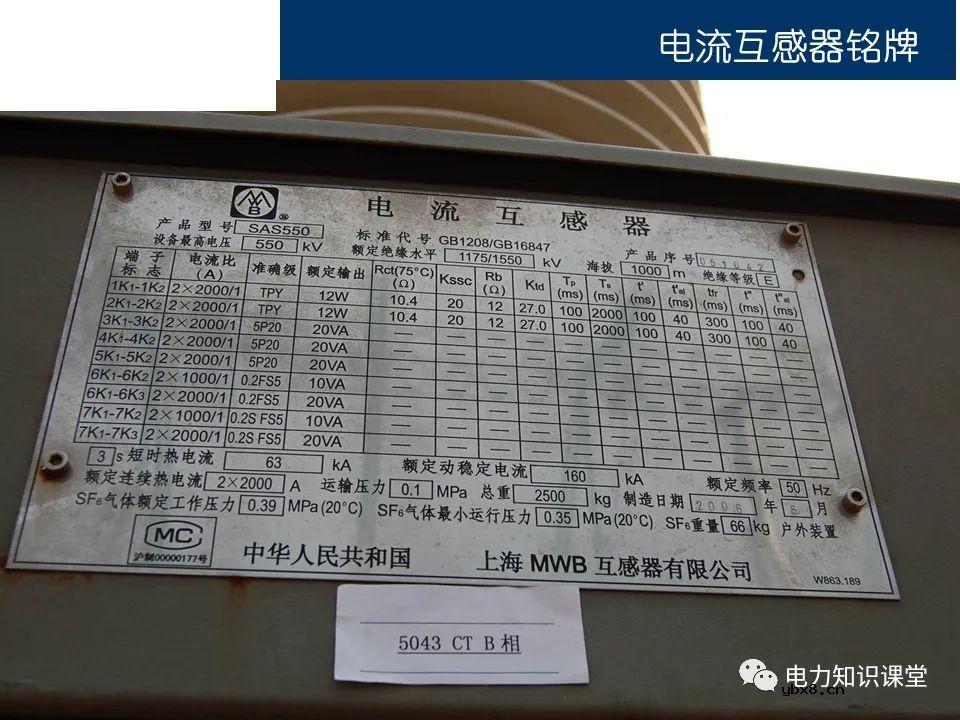 电流互感器铭牌
MWB ®
电流互感器
产品型号 SAS550 标准代号 GB1208/GB16847 产品序号 051042
设备最高电压 550 kV 额定绝缘水平 1175/1550 kV 海拔 1000 m 绝缘等级 E
端子标志 电流比(A) 准确级 额定输出 Rct(75°C)(Ω) Kssc Rb(Ω) Ktd Tp(ms) Ts(ms) t'(ms) t'al(ms) tfr(ms) t"(ms) t"al(ms)
1K1-1K2 2×2000/1 TPY 12W 10.4 20 12 27.0 100 2000 100 40 300 100 40
2K1-2K2 2×2000/1 TPY 12W 10.4 20 12 27.0 100 2000 100 40 300 100 40
3K1-3K2 2×2000/1 5P20 20VA — — — — — — — — — — —
4K1-4K2 2×2000/1 5P20 20VA — — — — — — — — — — —
5K1-5K2 2×2000/1 5P20 20VA — — — — — — — — — — —
6K1-6K2 2×1000/1 0.2FS5 10VA — — — — — — — — — — —
6K1-6K3 2×2000/1 0.2FS5 20VA — — — — — — — — — — —
7K1-7K2 2×1000/1 0.2S FS5 10VA — — — — — — — — — — —
7K1-7K3 2×2000/1 0.2S FS5 20VA — — — — — — — — — — —
3 s短时热电流 63 kA 额定动稳定电流 160 kA 额定频率 50 Hz
额定连续热电流 2×2000 A 运输压力 0.1 MPa 总重 2500 kg 制造日期 2006 年 6 月
SF6气体额定工作压力 0.39 MPa(20°C) SF6气体最小运行压力 0.35 MPa(20°C) SF6重量 66 kg 户外装置
MC
沪制00000177号
中华人民共和国 上海 MWB 互感器有限公司
W863.189
5043 CT B相
电力知识课堂
ybx8.cn